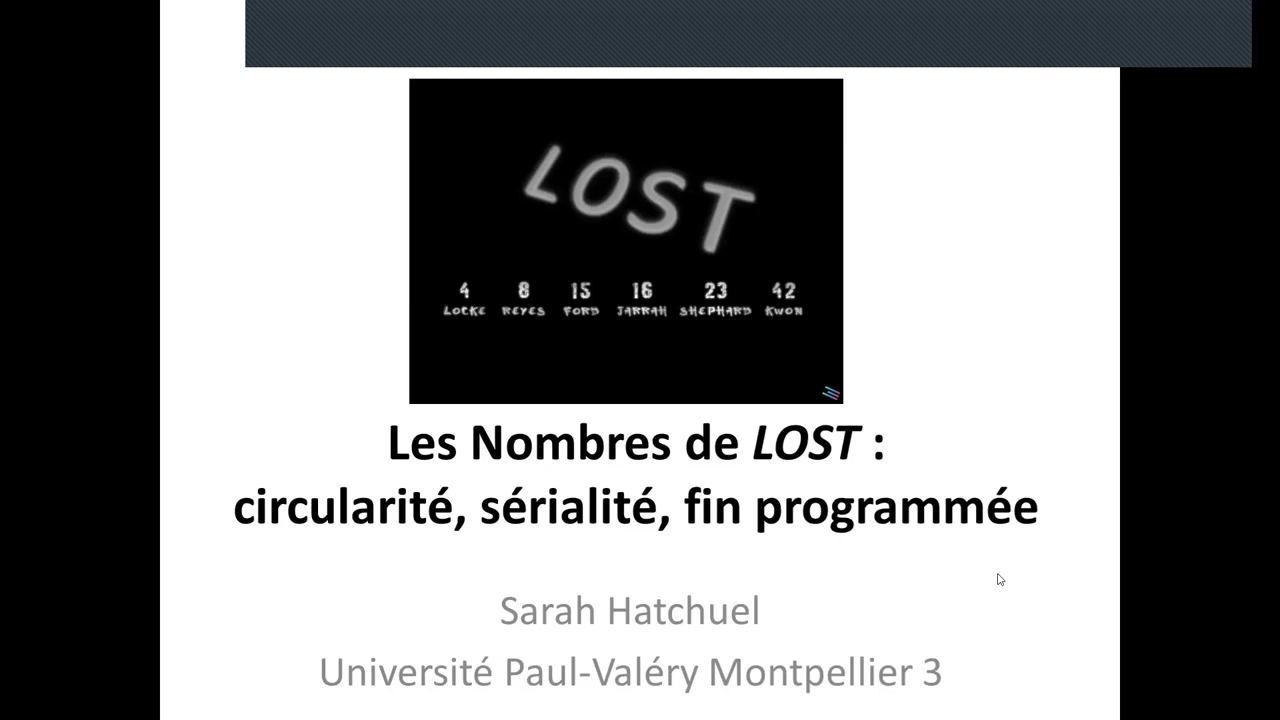 LOST
4 8 15 16 23 42
LOCKE REYES FORD JARRAH SHEPHARD KWON
Les Nombres de LOST :
circularité, sérialité, fin programmée
Sarah Hatchuel
Université Paul-Valéry Montpellier 3